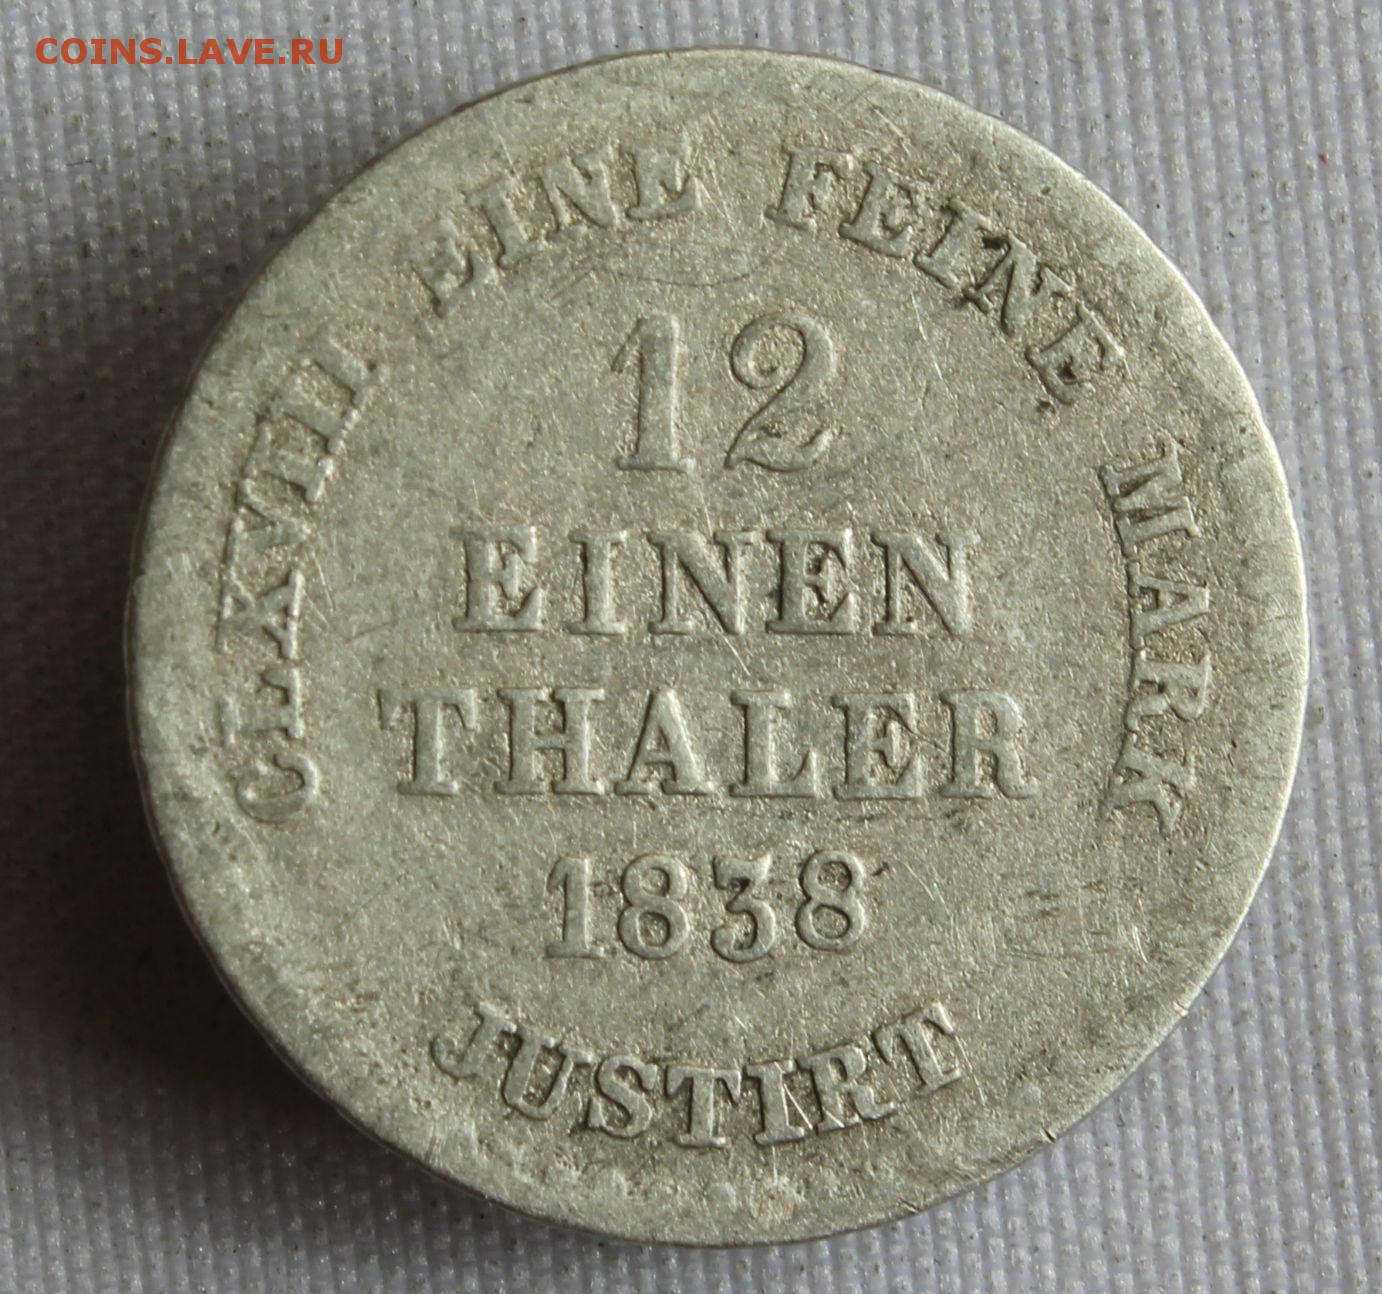 COINS.LAVE.RU
CLXVIII EINE FEINE MARK
12
EINEN
THALER
1838
JUSTIRT